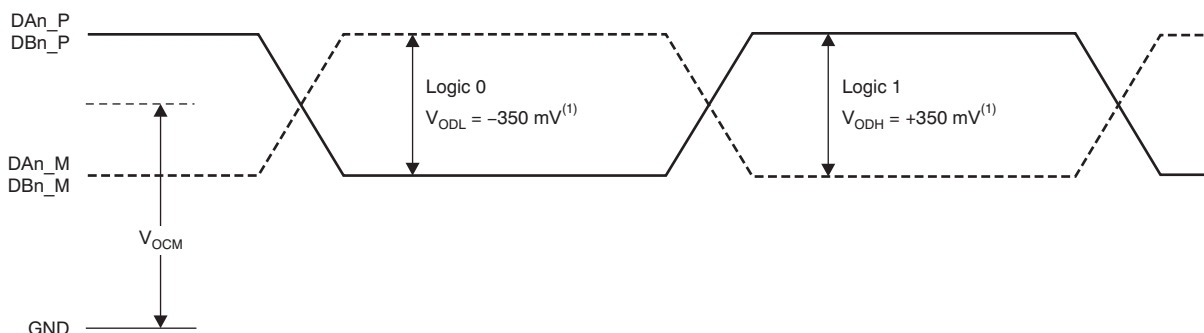 DAn_P
DBn_P
Logic 0
V_ODL = −350 mV(1)
Logic 1
V_ODH = +350 mV(1)
DAn_M
DBn_M
V_OCM
GND